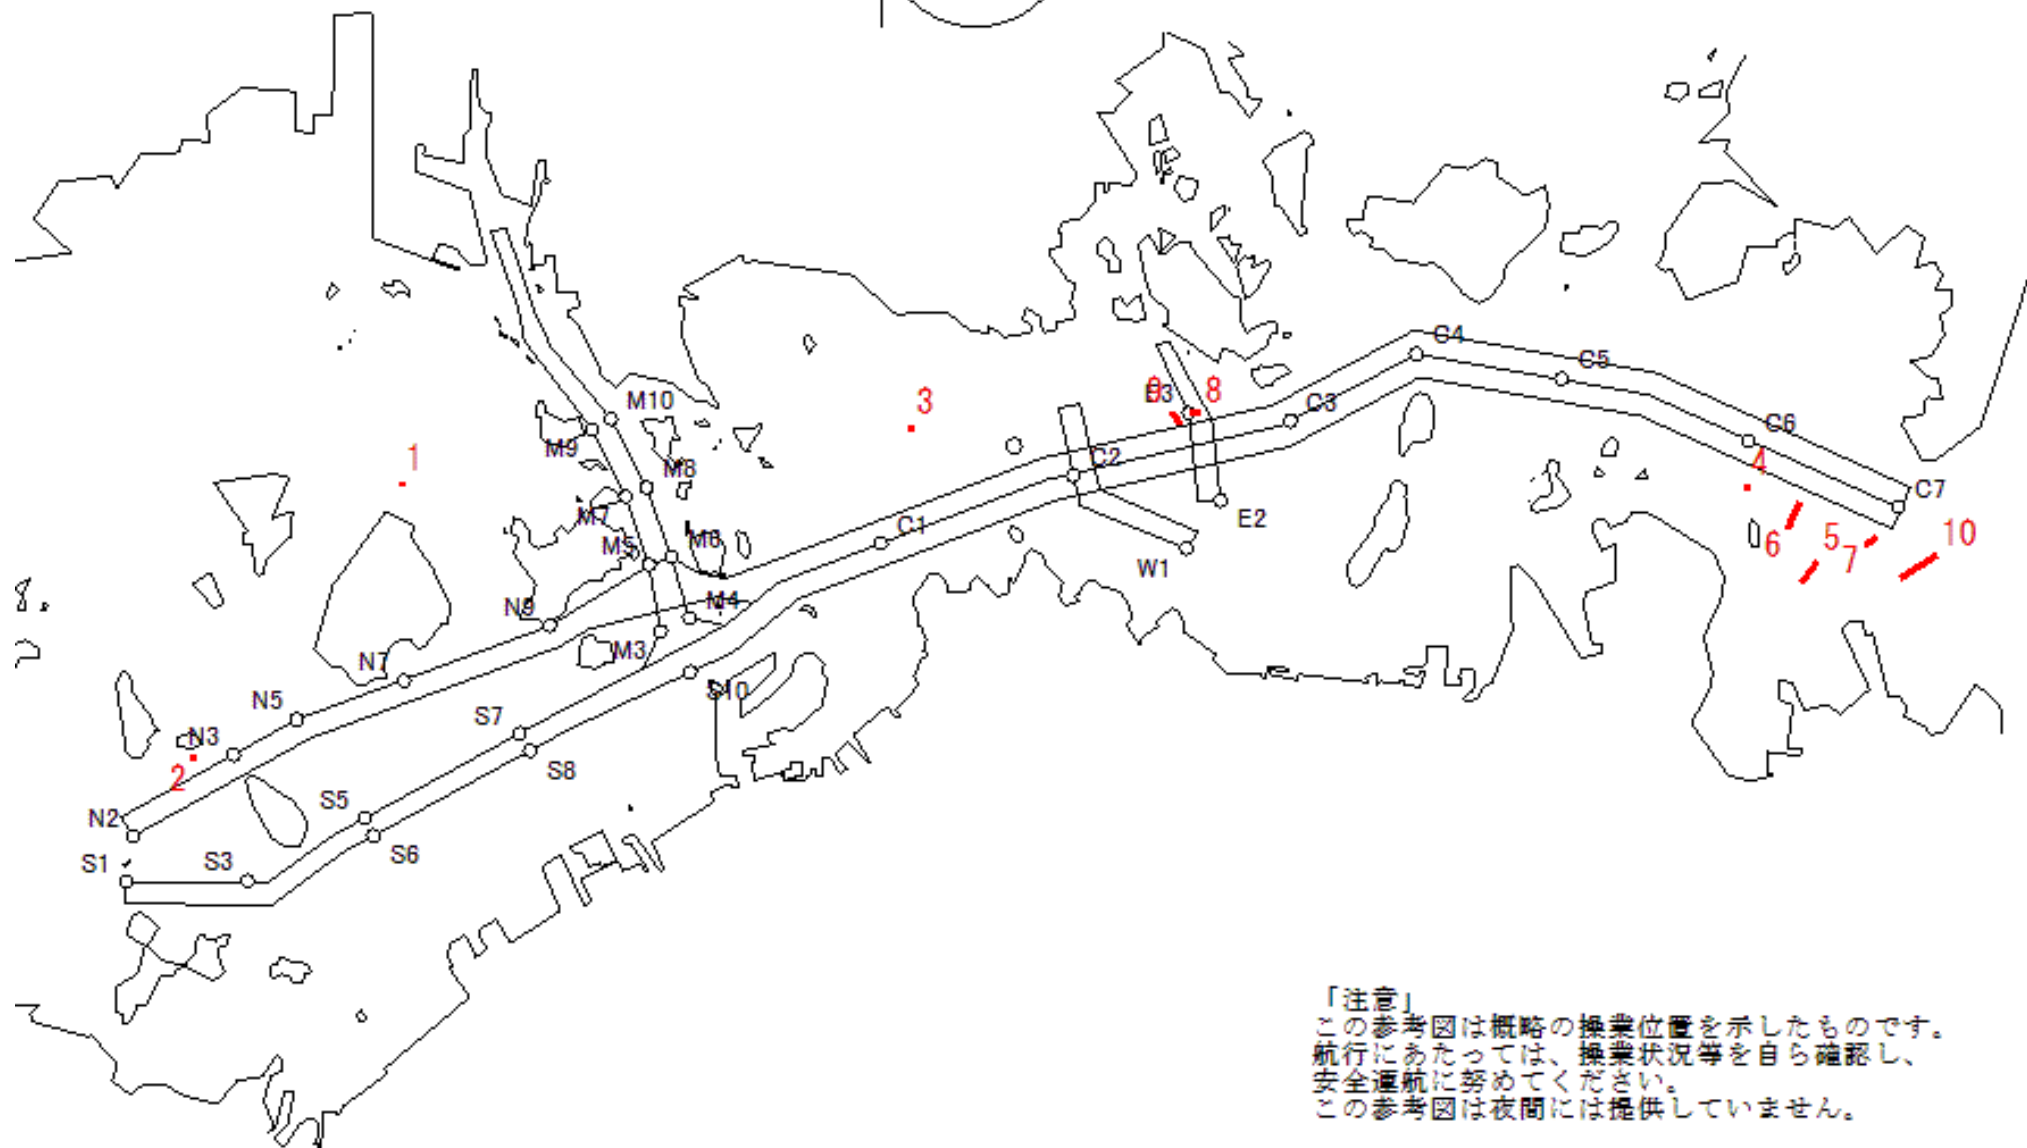 C4
C5
M10
E3
9
8
3
C3
C6
M9
1
M8
C2
4
C7
M7
E2
C1
M5
M6
6
5
7
10
W1
N9
M4
M3
N7
S10
N5
S7
N3
S8
2
S5
N2
S6
S1
S3
「注意」
この参考図は概略の操業位置を示したものです。
航行にあたっては、操業状況等を自ら確認し、
安全運航に努めてください。
この参考図は夜間には提供していません。